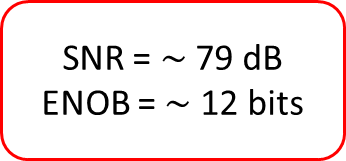 SNR = ~ 79 dB
ENOB = ~ 12 bits